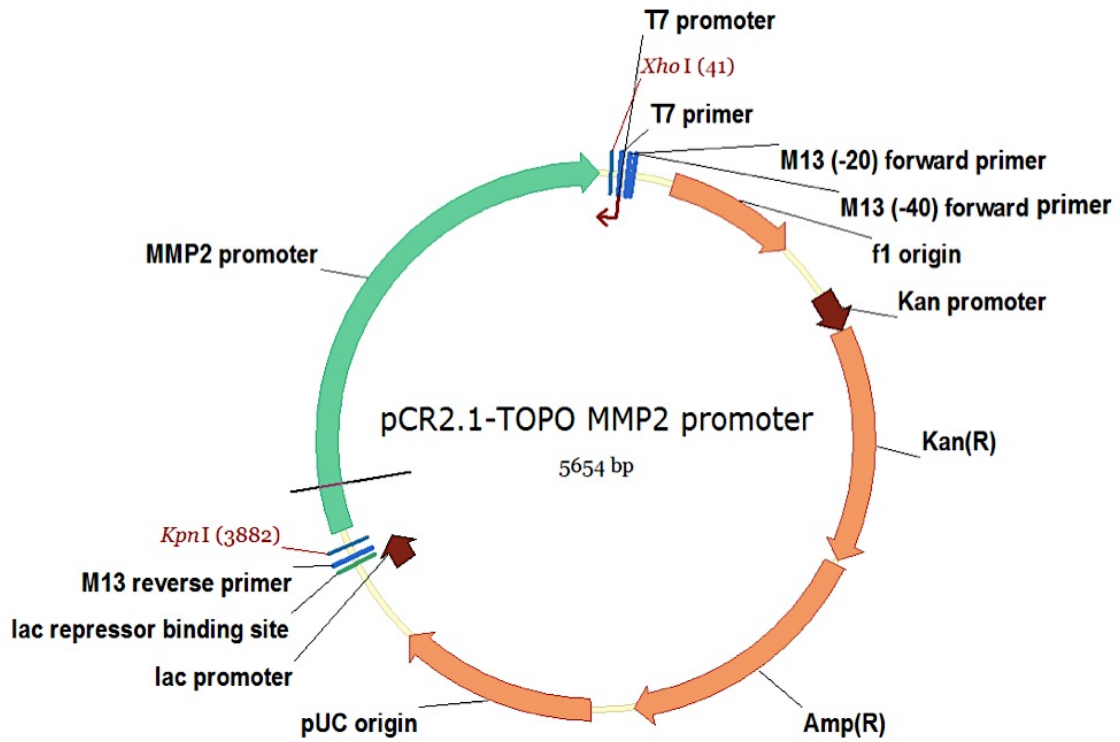 T7 promoter
XhoI (41)
T7 primer
M13 (-20) forward primer
M13 (-40) forward primer
f1 origin
Kan promoter
MMP2 promoter
pCR2.1-TOPO MMP2 promoter
5654 bp
Kan(R)
KpnI (3882)
M13 reverse primer
lac repressor binding site
lac promoter
pUC origin
Amp(R)